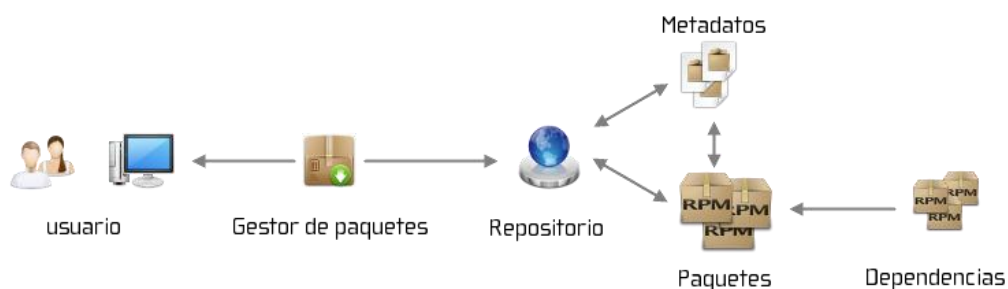 Metadatos
usuario
Gestor de paquetes
Repositorio
RPM
RPM
RPM
Paquetes
RPM
RPM
RPM
Dependencias